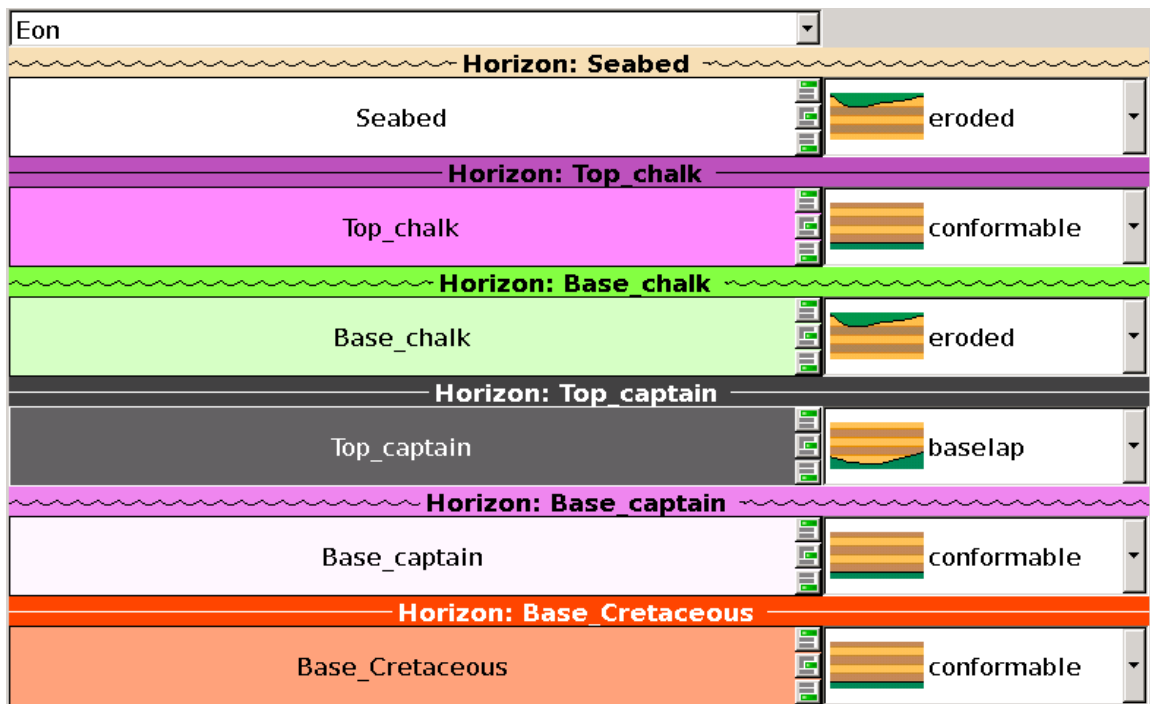 Eon
Horizon: Seabed
Seabed
eroded
Horizon: Top_chalk
Top_chalk
conformable
Horizon: Base_chalk
Base_chalk
eroded
Horizon: Top_captain
Top_captain
baselap
Horizon: Base_captain
Base_captain
conformable
Horizon: Base_Cretaceous
Base_Cretaceous
conformable